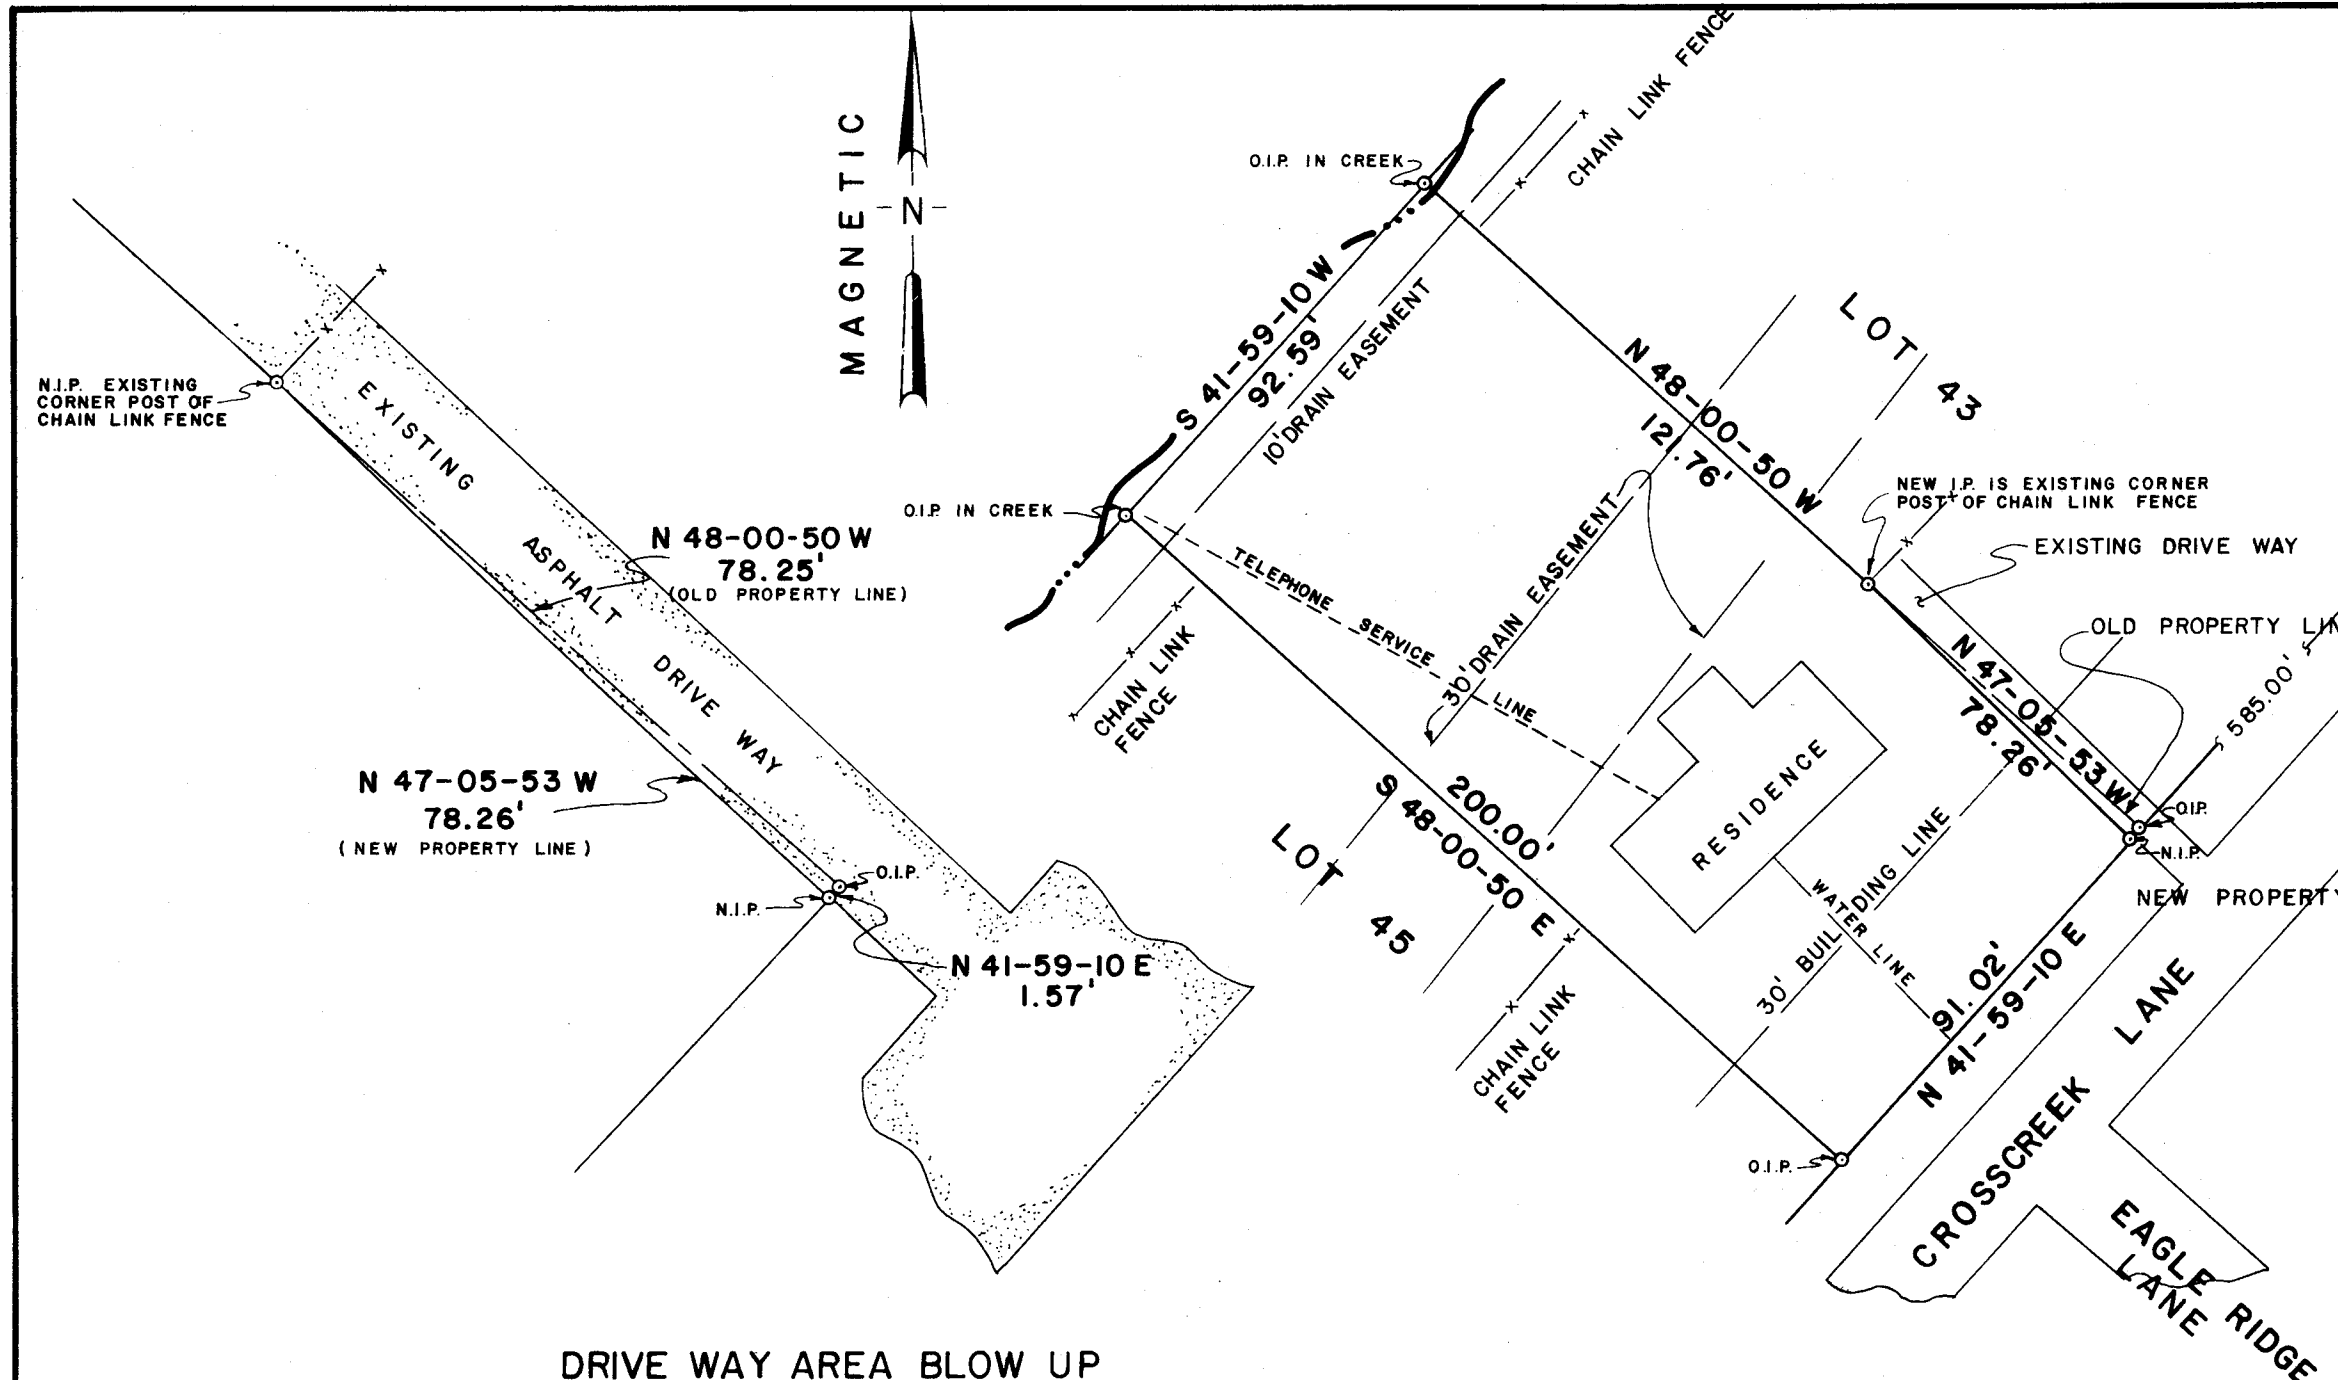 MAGNETIC
-N-
N.I.P. EXISTING
CORNER POST OF
CHAIN LINK FENCE
EXISTING
ASPHALT
DRIVE WAY
N 48-00-50 W
78.25'
(OLD PROPERTY LINE)
N 47-05-53 W
78.26'
(NEW PROPERTY LINE)
O.I.P.
N.I.P.
N 41-59-10 E
1.57'
DRIVE WAY AREA BLOW UP
CHAIN LINK FENCE
O.I.P. IN CREEK
S 41-59-10 W
92.59'
10' DRAIN EASEMENT
O.I.P. IN CREEK
N 48-00-50 W
121.76'
LOT 43
NEW I.P. IS EXISTING CORNER
POST OF CHAIN LINK FENCE
EXISTING DRIVE WAY
OLD PROPERTY LIN
N 47-05-53 W
78.26'
585.00'
O.I.P.
N.I.P.
NEW PROPERTY
TELEPHONE SERVICE LINE
30' DRAIN EASEMENT
CHAIN LINK
FENCE
RESIDENCE
200.00'
S 48-00-50 E
LOT 45
WATER LINE
30' BUILDING LINE
91.02'
N 41-59-10 E
CHAIN LINK
FENCE
O.I.P.
CROSSCREEK LANE
EAGLE RIDGE
LANE